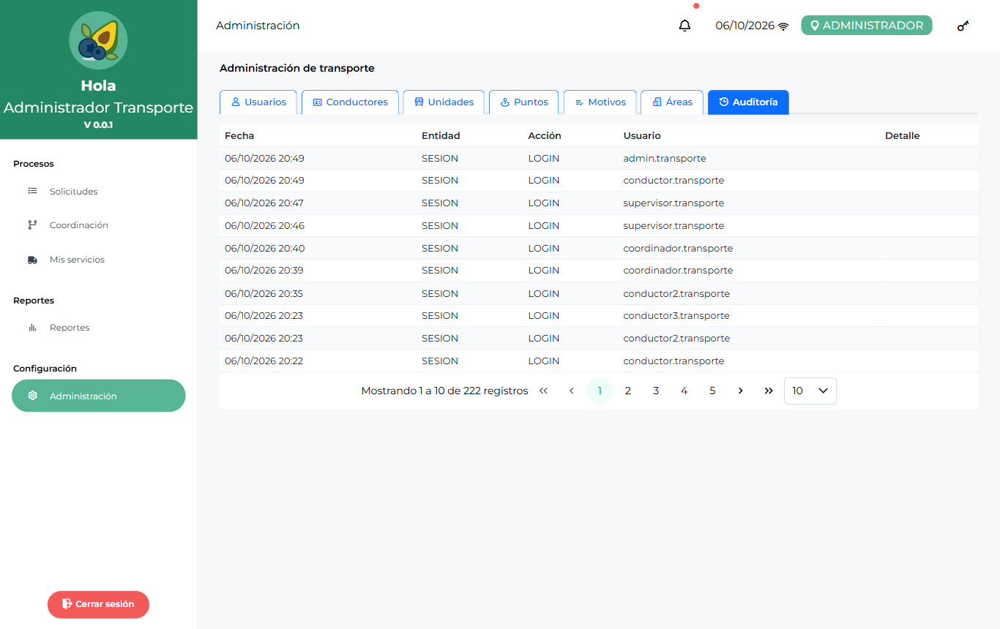 Hola
Administrador Transporte
V 0.0.1
Procesos
Solicitudes
Coordinación
Mis servicios
Reportes
Reportes
Configuración
Administración
Cerrar sesión
Administración
06/10/2026
ADMINISTRADOR
Administración de transporte
Usuarios Conductores Unidades Puntos Motivos Áreas Auditoría
Fecha Entidad Acción Usuario Detalle
06/10/2026 20:49 SESION LOGIN admin.transporte
06/10/2026 20:49 SESION LOGIN conductor.transporte
06/10/2026 20:47 SESION LOGIN supervisor.transporte
06/10/2026 20:46 SESION LOGIN supervisor.transporte
06/10/2026 20:40 SESION LOGIN coordinador.transporte
06/10/2026 20:39 SESION LOGIN coordinador.transporte
06/10/2026 20:35 SESION LOGIN conductor2.transporte
06/10/2026 20:23 SESION LOGIN conductor3.transporte
06/10/2026 20:23 SESION LOGIN conductor2.transporte
06/10/2026 20:22 SESION LOGIN conductor.transporte
Mostrando 1 a 10 de 222 registros « ‹ 1 2 3 4 5 › » 10